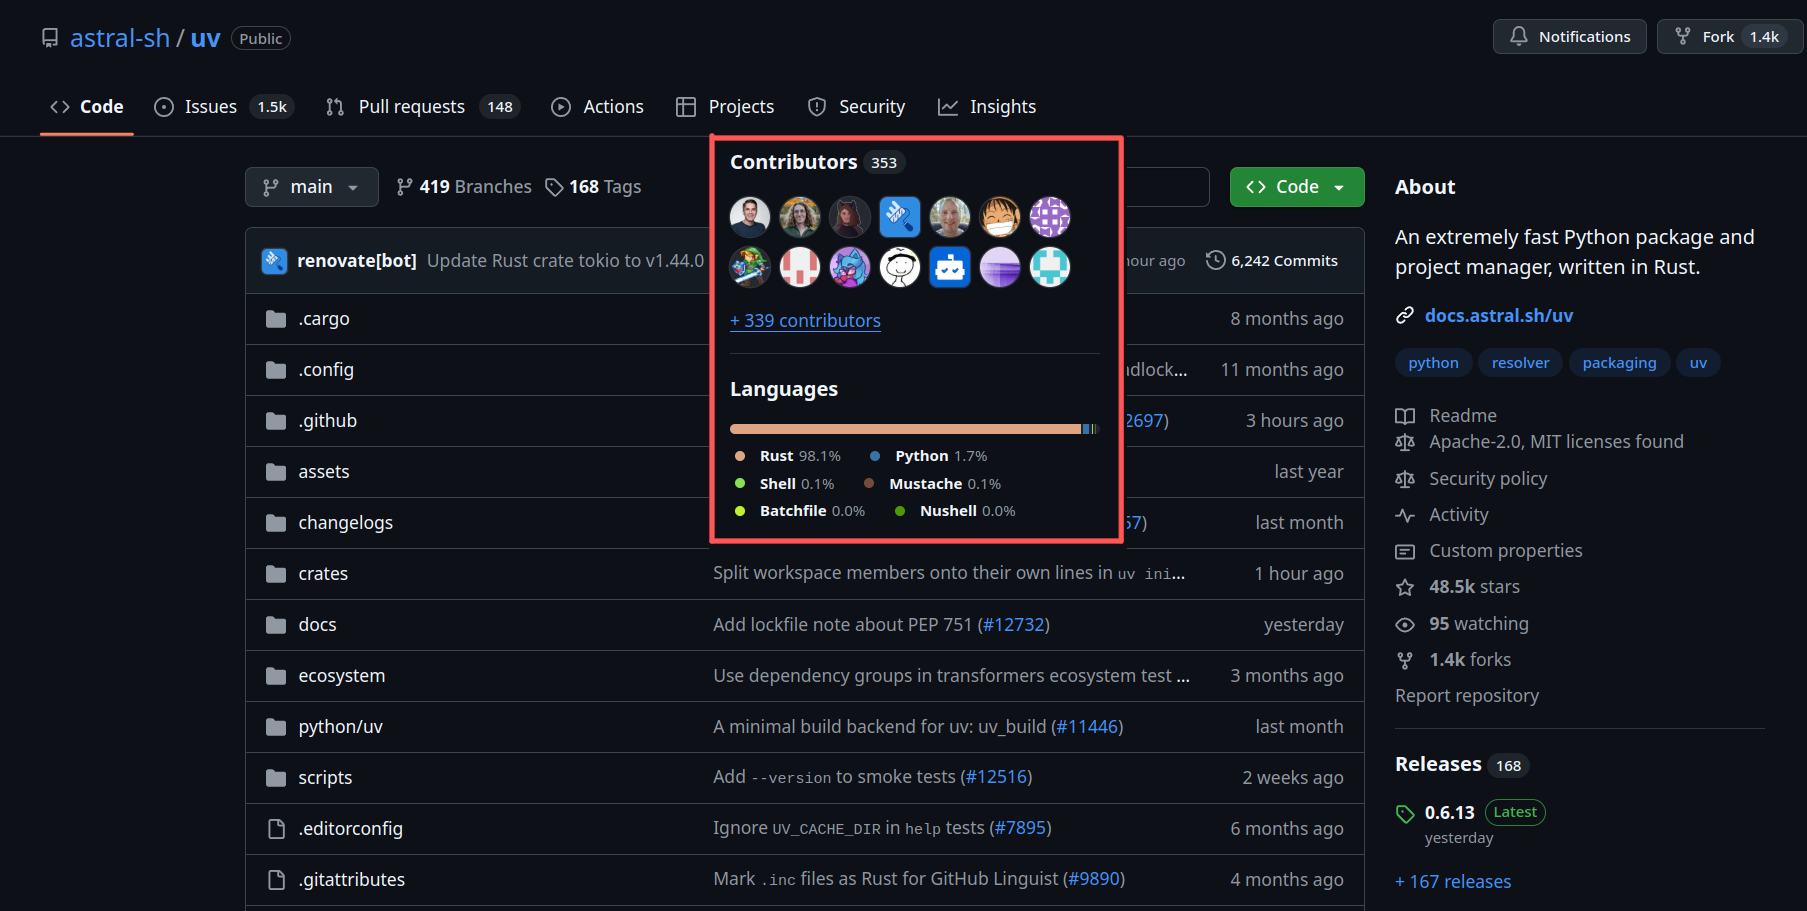 astral-sh / uv Public
Notifications
Fork 1.4k
Code
Issues 1.5k
Pull requests 148
Actions
Projects
Security
Insights
main
419 Branches
168 Tags
Code
renovate[bot] Update Rust crate tokio to v1.44.0
hour ago
6,242 Commits
.cargo
8 months ago
.config
ndlock...
11 months ago
.github
2697)
3 hours ago
assets
last year
changelogs
57)
last month
crates
Split workspace members onto their own lines in uv ini...
1 hour ago
docs
Add lockfile note about PEP 751 (#12732)
yesterday
ecosystem
Use dependency groups in transformers ecosystem test ...
3 months ago
python/uv
A minimal build backend for uv: uv_build (#11446)
last month
scripts
Add --version to smoke tests (#12516)
2 weeks ago
.editorconfig
Ignore UV_CACHE_DIR in help tests (#7895)
6 months ago
.gitattributes
Mark .inc files as Rust for GitHub Linguist (#9890)
4 months ago
Contributors 353
+ 339 contributors
Languages
Rust 98.1%
Python 1.7%
Shell 0.1%
Mustache 0.1%
Batchfile 0.0%
Nushell 0.0%
About
An extremely fast Python package and
project manager, written in Rust.
docs.astral.sh/uv
python
resolver
packaging
uv
Readme
Apache-2.0, MIT licenses found
Security policy
Activity
Custom properties
48.5k stars
95 watching
1.4k forks
Report repository
Releases 168
0.6.13 Latest
yesterday
+ 167 releases